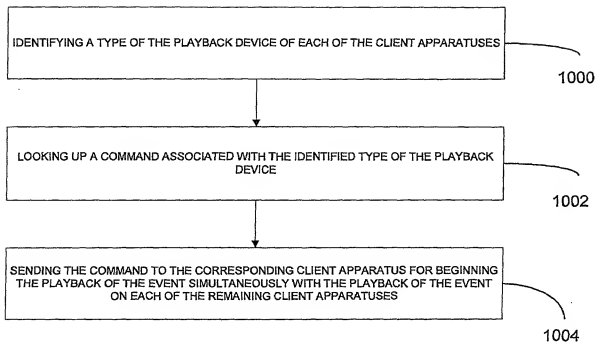 IDENTIFYING A TYPE OF THE PLAYBACK DEVICE OF EACH OF THE CLIENT APPARATUSES
1000
LOOKING UP A COMMAND ASSOCIATED WITH THE IDENTIFIED TYPE OF THE PLAYBACK
DEVICE
1002
SENDING THE COMMAND TO THE CORRESPONDING CLIENT APPARATUS FOR BEGINNING
THE PLAYBACK OF THE EVENT SIMULTANEOUSLY WITH THE PLAYBACK OF THE EVENT
ON EACH OF THE REMAINING CLIENT APPARATUSES
1004